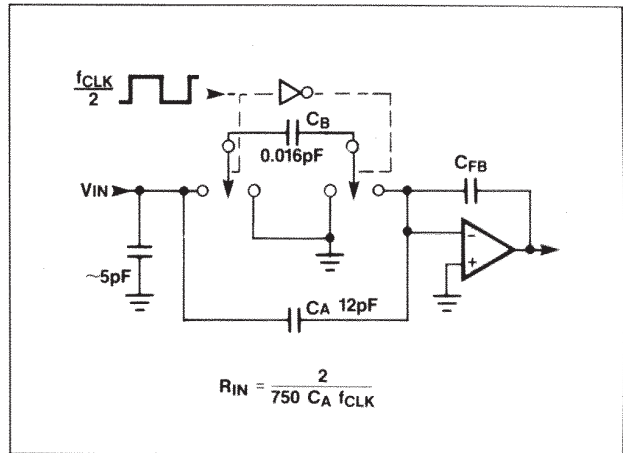 fCLK
2
CB
0.016pF
CFB
VIN
-
+
~5pF
CA 12pF
RIN = 2
750 CA fCLK